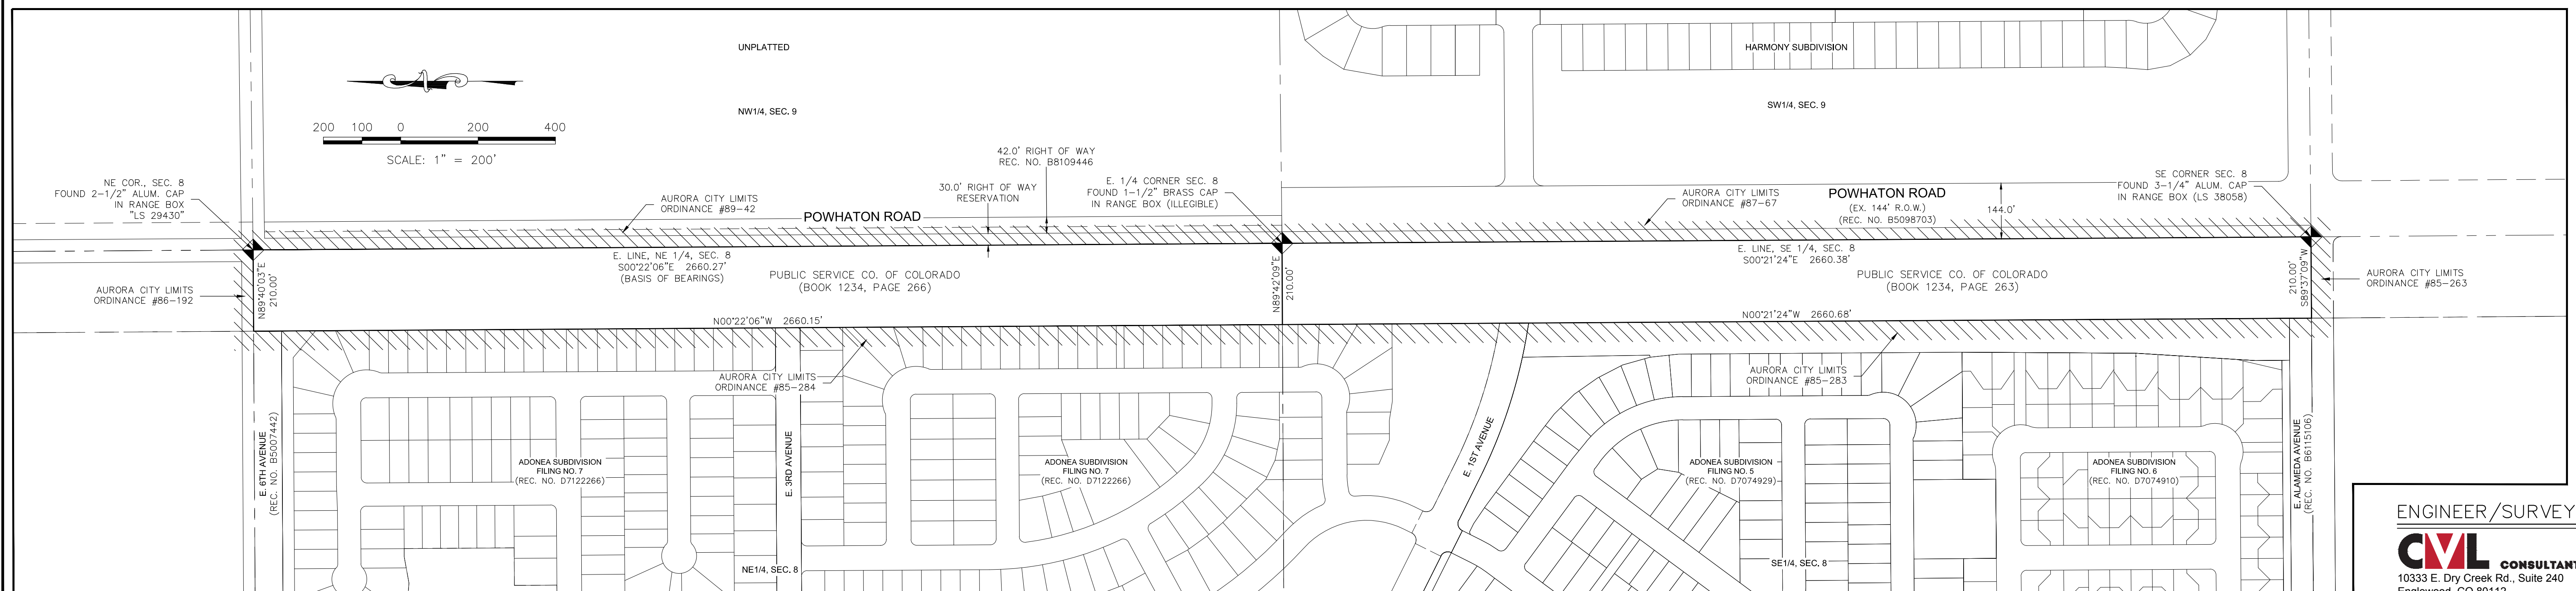 UNPLATTED
HARMONY SUBDIVISION
NW1/4, SEC. 9
SW1/4, SEC. 9
200 100 0 200 400
SCALE: 1" = 200'
NE COR., SEC. 8
FOUND 2-1/2" ALUM. CAP
IN RANGE BOX
"LS 29430"
AURORA CITY LIMITS
ORDINANCE #89-42
POWHATON ROAD
30.0' RIGHT OF WAY
RESERVATION
42.0' RIGHT OF WAY
REC. NO. B8109446
E. 1/4 CORNER SEC. 8
FOUND 1-1/2" BRASS CAP
IN RANGE BOX (ILLEGIBLE)
AURORA CITY LIMITS
ORDINANCE #87-67
POWHATON ROAD
(EX. 144' R.O.W.)
(REC. NO. B5098703)
144.0'
SE CORNER SEC. 8
FOUND 3-1/4" ALUM. CAP
IN RANGE BOX (LS 38058)
AURORA CITY LIMITS
ORDINANCE #86-192
N89°40'03"E
210.00'
E. LINE, NE 1/4, SEC. 8
S00°22'06"E 2660.27'
(BASIS OF BEARINGS)
PUBLIC SERVICE CO. OF COLORADO
(BOOK 1234, PAGE 266)
N00°22'06"W 2660.15'
N89°42'09"E
210.00'
E. LINE, SE 1/4, SEC. 8
S00°21'24"E 2660.38'
PUBLIC SERVICE CO. OF COLORADO
(BOOK 1234, PAGE 263)
N00°21'24"W 2660.68'
210.00'
S89°37'09"W
AURORA CITY LIMITS
ORDINANCE #85-263
AURORA CITY LIMITS
ORDINANCE #85-284
AURORA CITY LIMITS
ORDINANCE #85-283
E. 6TH AVENUE
(REC. NO. B5007442)
ADONEA SUBDIVISION
FILING NO. 7
(REC. NO. D7122266)
E. 3RD AVENUE
ADONEA SUBDIVISION
FILING NO. 7
(REC. NO. D7122266)
E. 1ST AVENUE
ADONEA SUBDIVISION
FILING NO. 5
(REC. NO. D7074929)
ADONEA SUBDIVISION
FILING NO. 6
(REC. NO. D7074910)
E. ALAMEDA AVENUE
(REC. NO. B6115106)
NE1/4, SEC. 8
SE1/4, SEC. 8
ENGINEER/SURVEY
CVL CONSULTANT
10333 E. Dry Creek Rd., Suite 240
Englewood, CO 80112